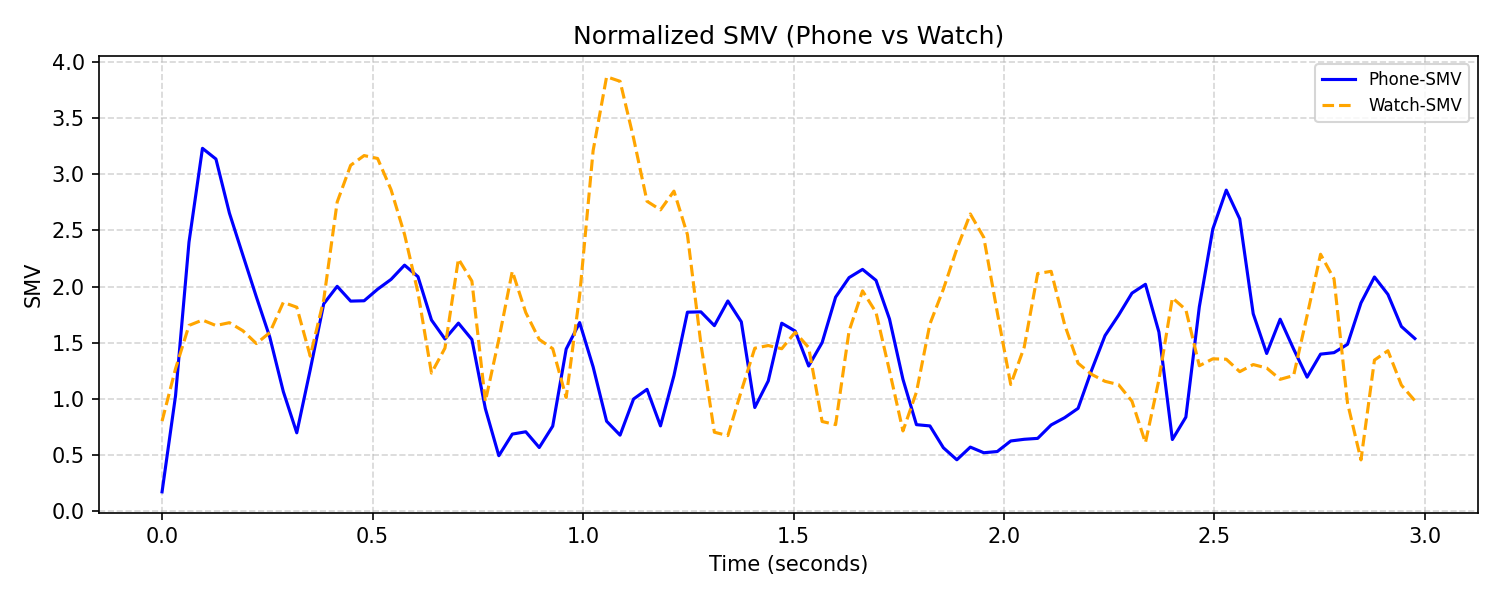 Normalized SMV (Phone vs Watch)
Phone-SMV
Watch-SMV
4.0
3.5
3.0
2.5
2.0
1.5
1.0
0.5
0.0
SMV
0.0 0.5 1.0 1.5 2.0 2.5 3.0
Time (seconds)